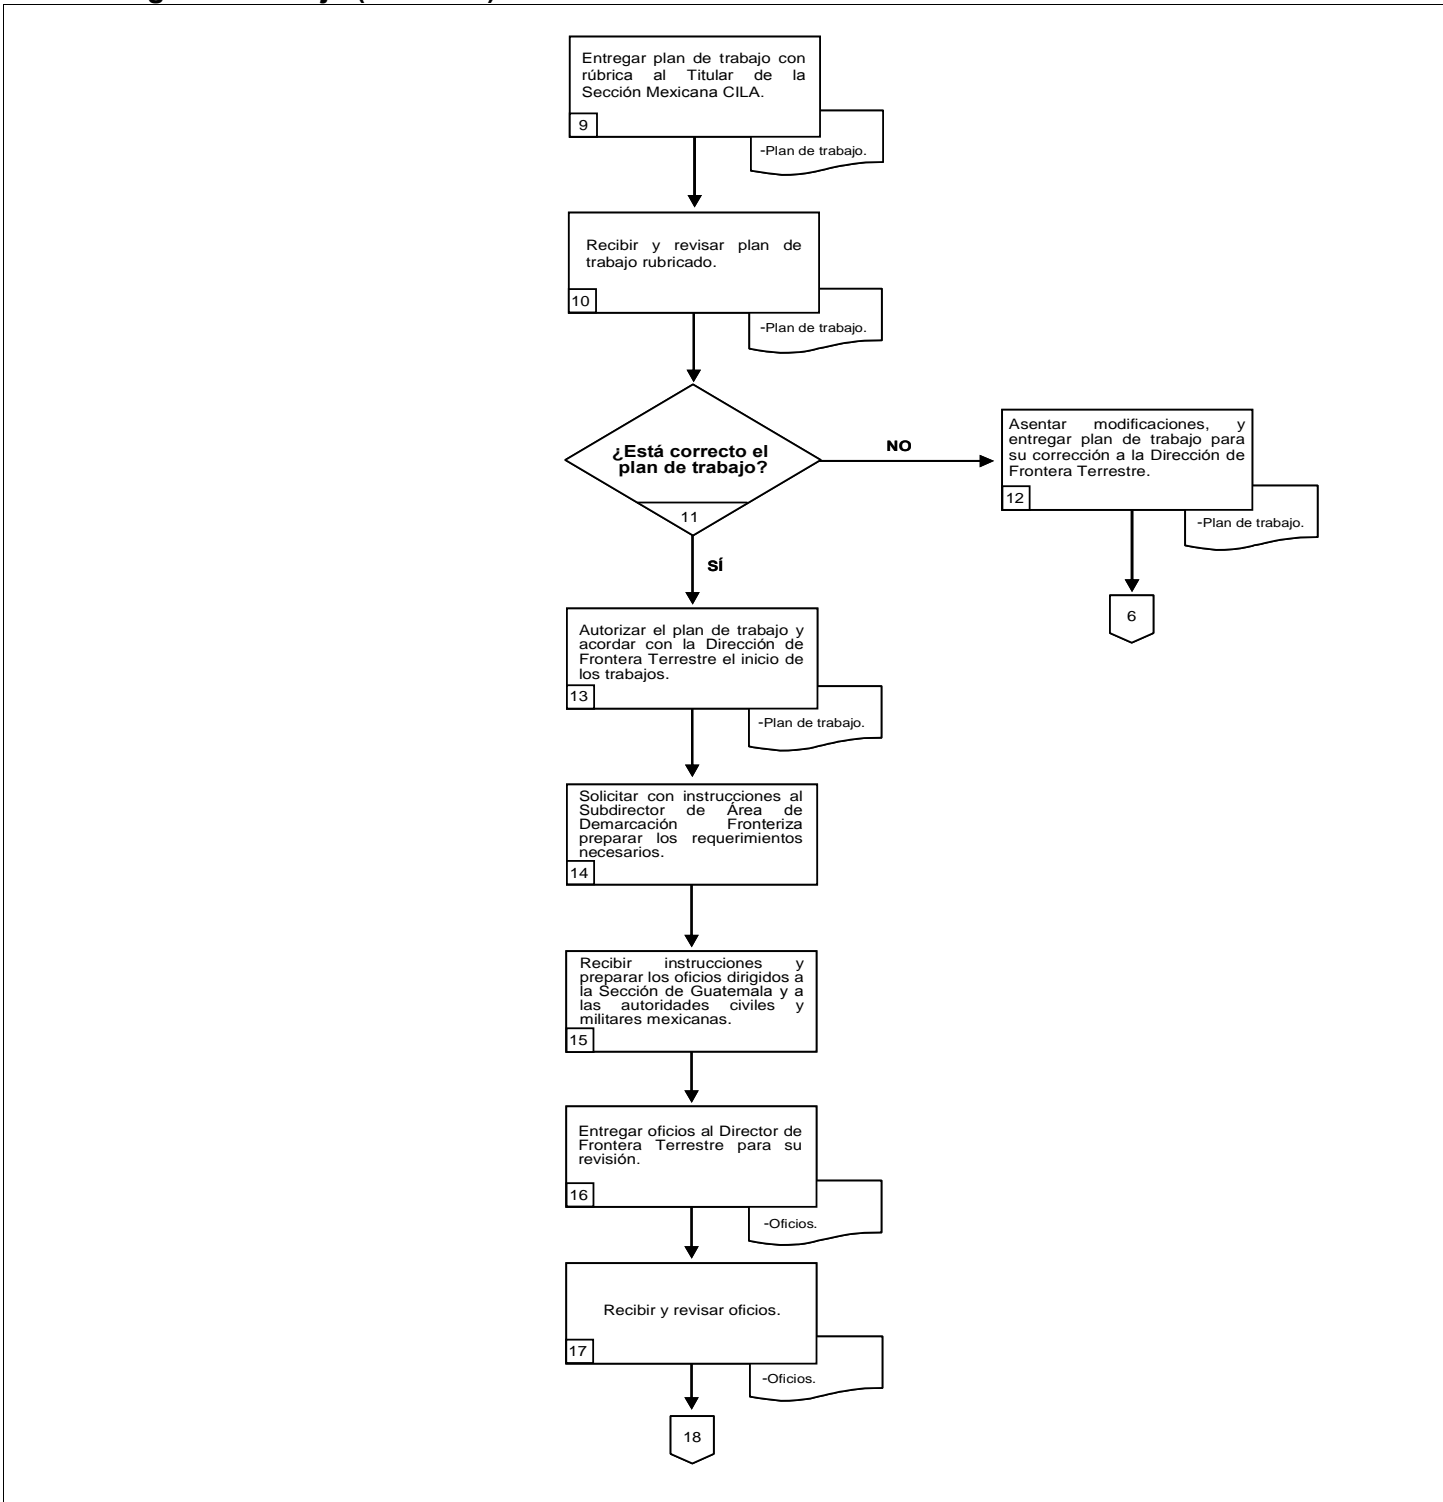 Entregar plan de trabajo con
rúbrica al Titular de la
Sección Mexicana CILA.
9
-Plan de trabajo.
Recibir y revisar plan de
trabajo rubricado.
10
-Plan de trabajo.
¿Está correcto el
plan de trabajo?
11
NO
Asentar modificaciones, y
entregar plan de trabajo para
su corrección a la Dirección de
Frontera Terrestre.
12
-Plan de trabajo.
6
SÍ
Autorizar el plan de trabajo y
acordar con la Dirección de
Frontera Terrestre el inicio de
los trabajos.
13
-Plan de trabajo.
Solicitar con instrucciones al
Subdirector de Área de
Demarcación Fronteriza
preparar los requerimientos
necesarios.
14
Recibir instrucciones y
preparar los oficios dirigidos a
la Sección de Guatemala y a
las autoridades civiles y
militares mexicanas.
15
Entregar oficios al Director de
Frontera Terrestre para su
revisión.
16
-Oficios.
Recibir y revisar oficios.
17
-Oficios.
18